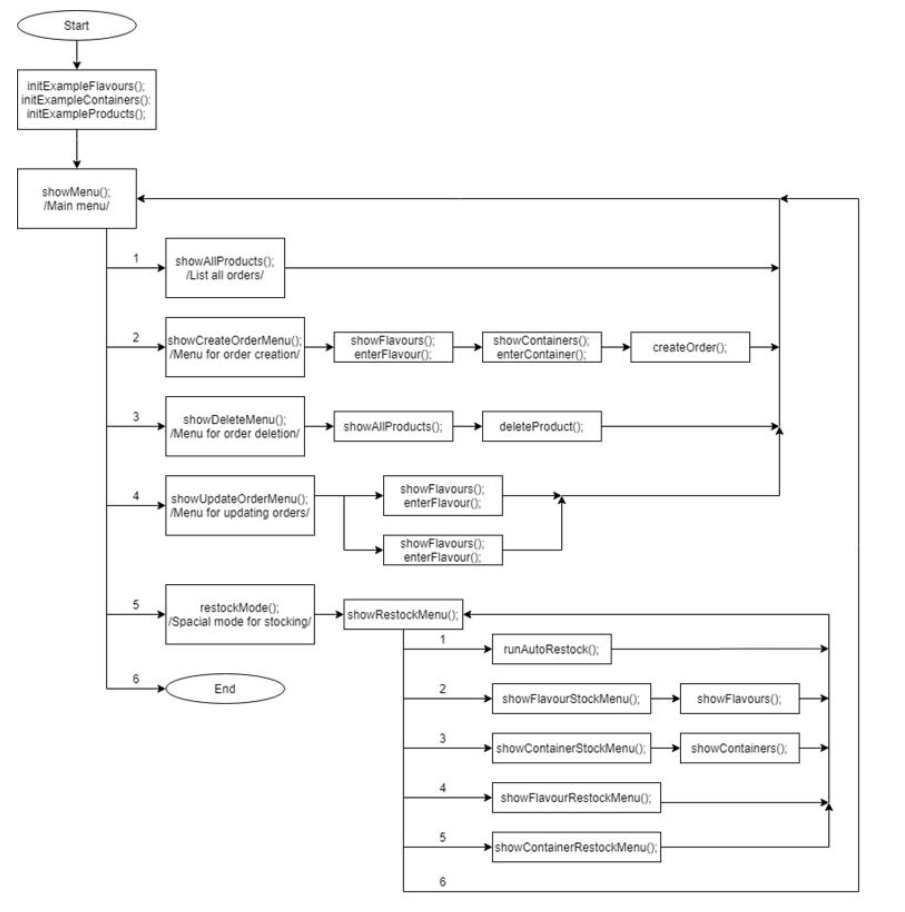 Start
initExampleFlavours();
initExampleContainers():
initExampleProducts();
showMenu();
/Main menu/
1
showAllProducts();
/List all orders/
2
showCreateOrderMenu();
/Menu for order creation/
showFlavours();
enterFlavour();
showContainers();
enterContainer();
createOrder();
3
showDeleteMenu();
/Menu for order deletion/
showAllProducts();
deleteProduct();
4
showUpdateOrderMenu();
/Menu for updating orders/
showFlavours();
enterFlavour();
showFlavours();
enterFlavour();
5
restockMode();
/Spacial mode for stocking/
showRestockMenu();
1
runAutoRestock();
2
showFlavourStockMenu();
showFlavours();
3
showContainerStockMenu();
showContainers();
4
showFlavourRestockMenu();
5
showContainerRestockMenu();
6
6
End